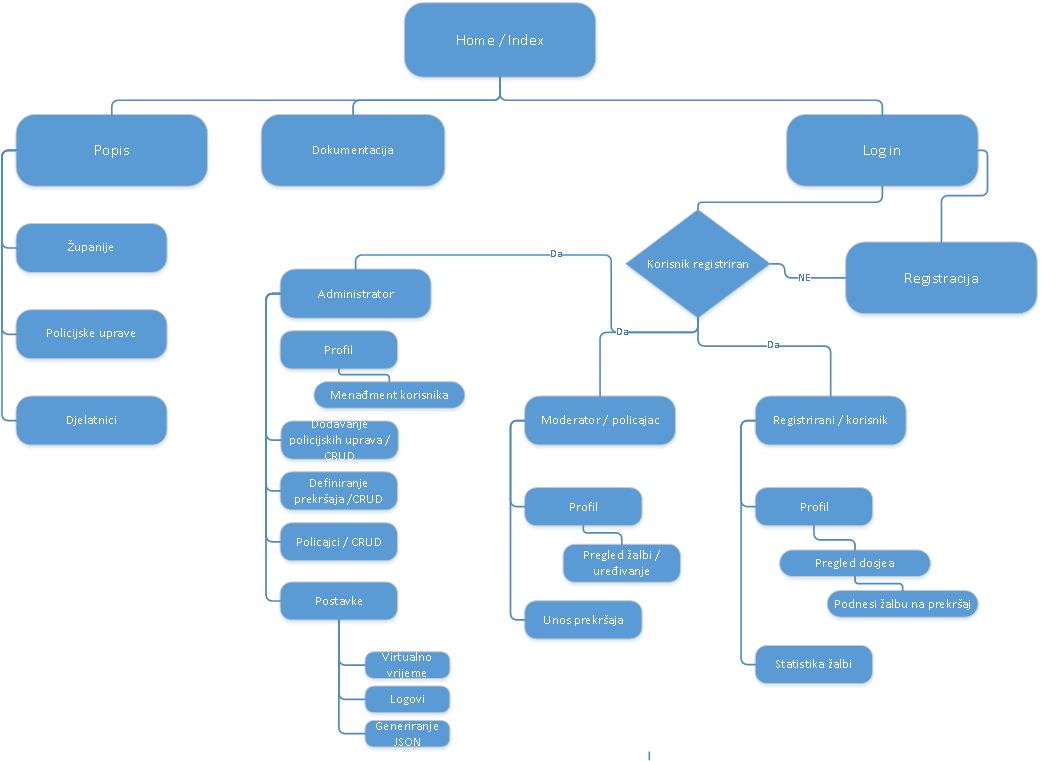 Home / Index
Popis
Dokumentacija
Log in
Županije
Policijske uprave
Djelatnici
Korisnik registriran
NE
Registracija
Da
Da
Da
Administrator
Profil
Menađment korisnika
Dodavanje
policijskih uprava /
CRUD
Definiranje
prekršaja /CRUD
Policajci / CRUD
Postavke
Virtualno
vrijeme
Logovi
Generiranje
JSON
Moderator / policajac
Profil
Pregled žalbi /
uređivanje
Unos prekršaja
Registrirani / korisnik
Profil
Pregled dosjea
Podnesi žalbu na prekršaj
Statistika žalbi